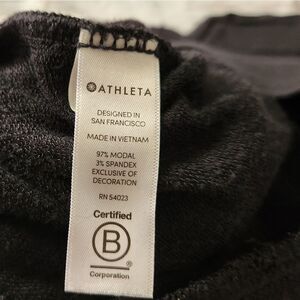 ATHLETA
DESIGNED IN
SAN FRANCISCO
MADE IN VIETNAM
97% MODAL
3% SPANDEX
EXCLUSIVE OF
DECORATION
RN 54023
Certified
B
®
Corporation